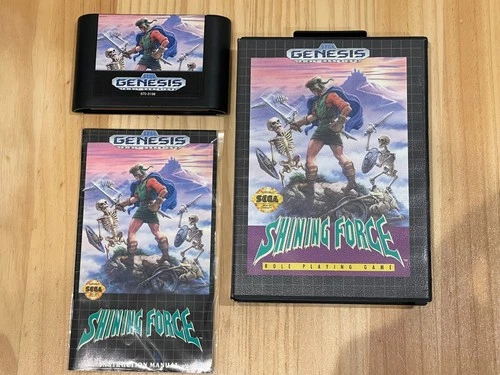 GENESIS
GENESIS
SEGA
SHINING FORCE
INSTRUCTION MANUAL
GENESIS
SEGA
SHINING FORCE
ROLE PLAYING GAME